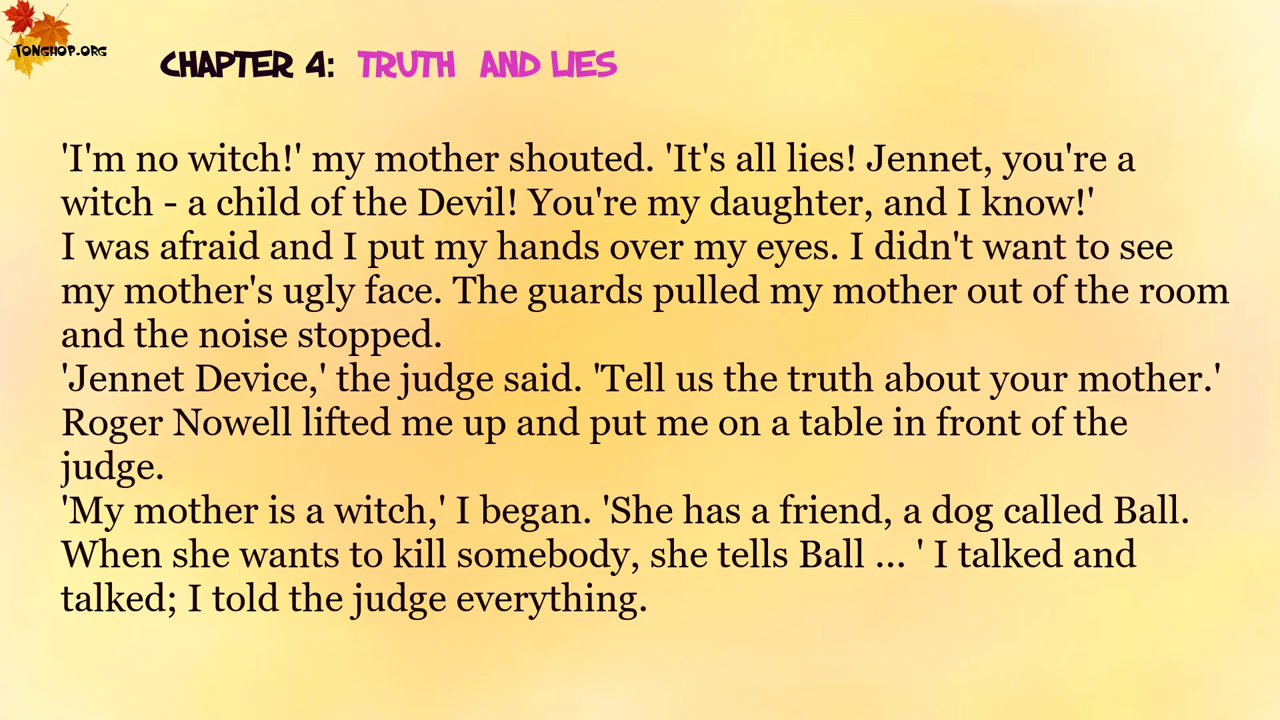 TONGHOP.ORG
CHAPTER 4: TRUTH AND LIES
'I'm no witch!' my mother shouted. 'It's all lies! Jennet, you're a
witch - a child of the Devil! You're my daughter, and I know!'
I was afraid and I put my hands over my eyes. I didn't want to see
my mother's ugly face. The guards pulled my mother out of the room
and the noise stopped.
'Jennet Device,' the judge said. 'Tell us the truth about your mother.'
Roger Nowell lifted me up and put me on a table in front of the
judge.
'My mother is a witch,' I began. 'She has a friend, a dog called Ball.
When she wants to kill somebody, she tells Ball ... ' I talked and
talked; I told the judge everything.